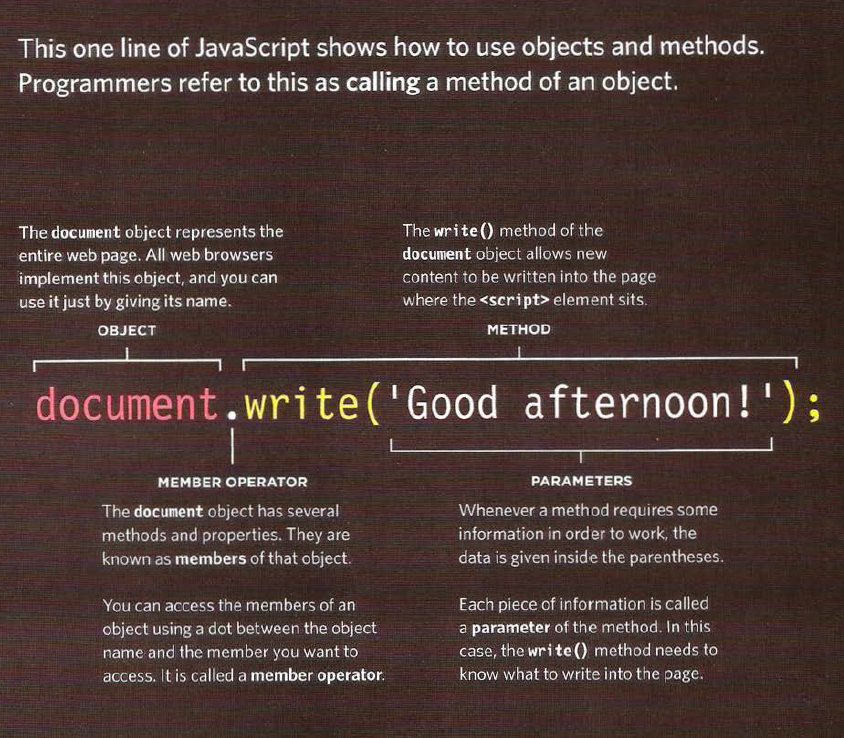 This one line of JavaScript shows how to use objects and methods.
Programmers refer to this as calling a method of an object.
The document object represents the
entire web page. All web browsers
implement this object, and you can
use it just by giving its name.
The write() method of the
document object allows new
content to be written into the page
where the <script> element sits.
OBJECT
METHOD
document.write('Good afternoon!');
MEMBER OPERATOR
The document object has several
methods and properties. They are
known as members of that object.
You can access the members of an
object using a dot between the object
name and the member you want to
access. It is called a member operator.
PARAMETERS
Whenever a method requires some
information in order to work, the
data is given inside the parentheses.
Each piece of information is called
a parameter of the method. In this
case, the write() method needs to
know what to write into the page.